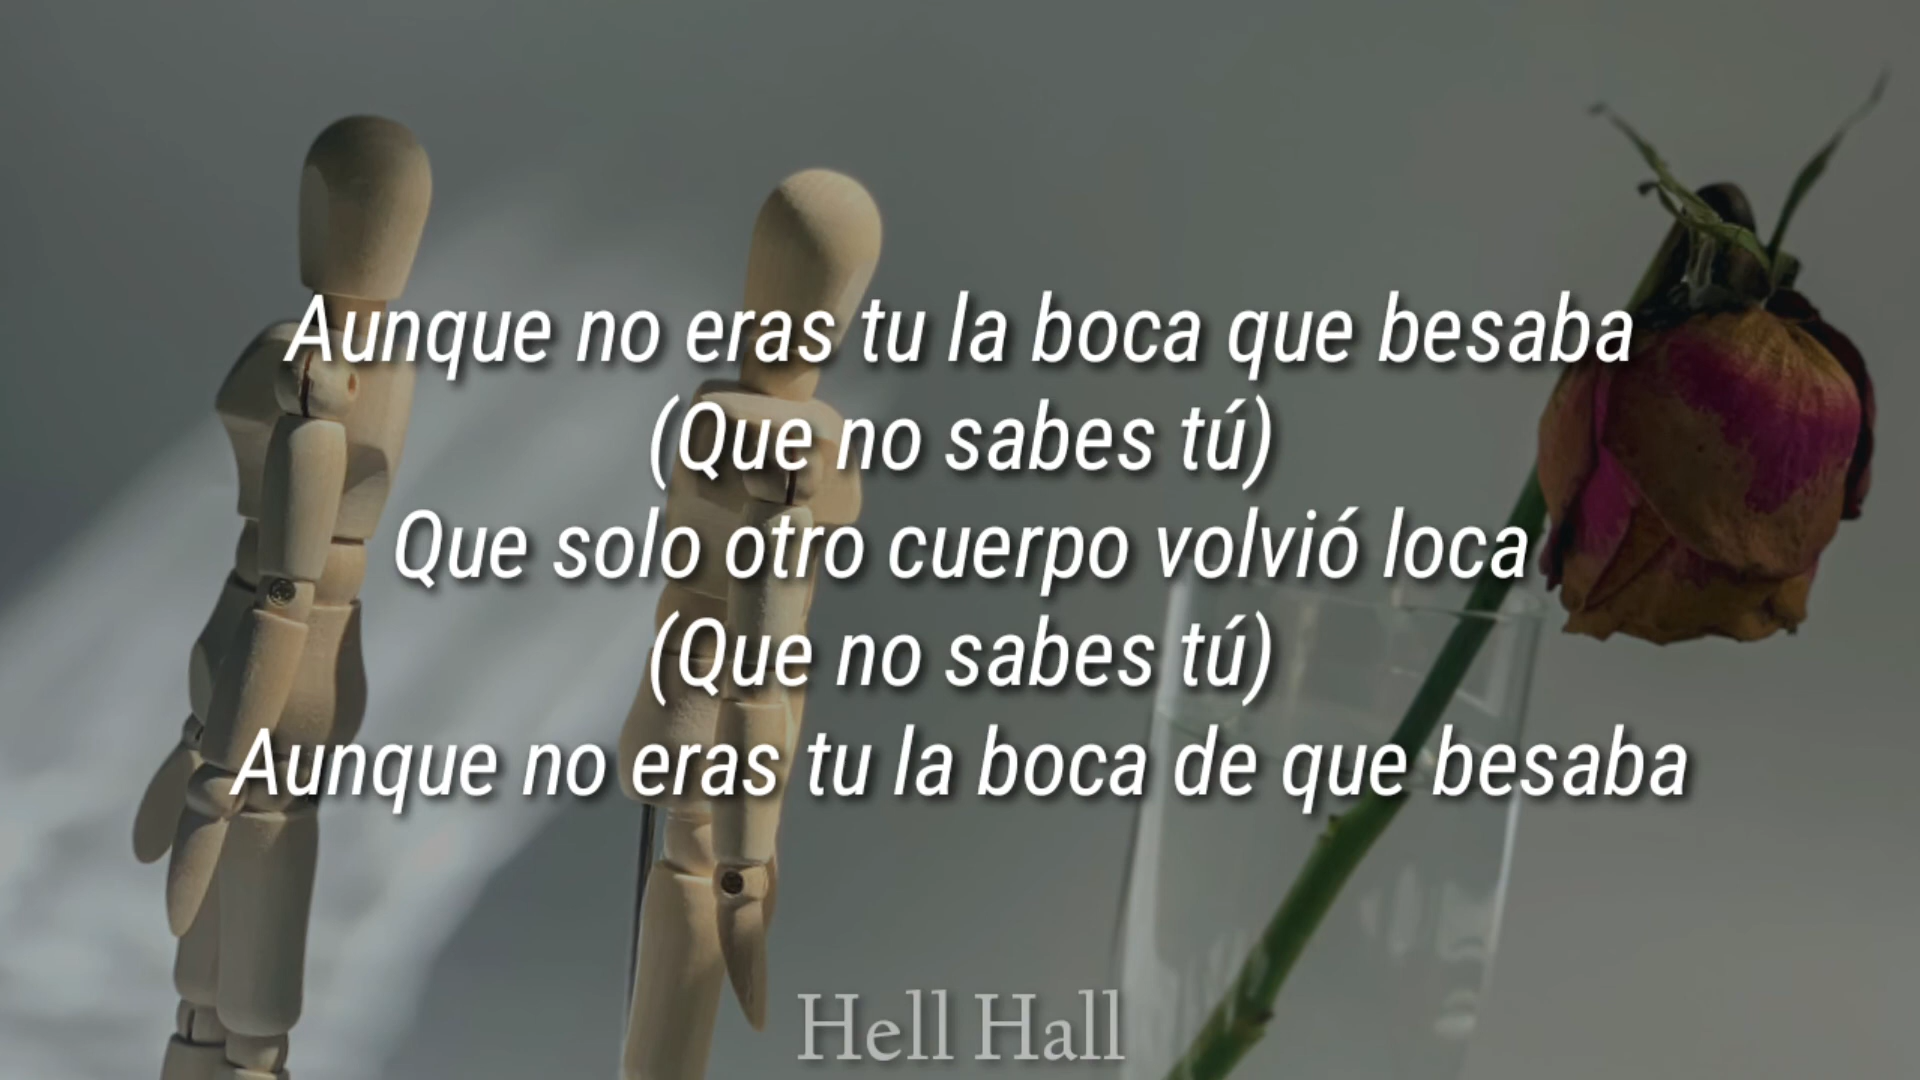 Aunque no eras tu la boca que besaba
(Que no sabes tú)
Que solo otro cuerpo volvió loca
(Que no sabes tú)
Aunque no eras tu la boca de que besaba
Hell Hall